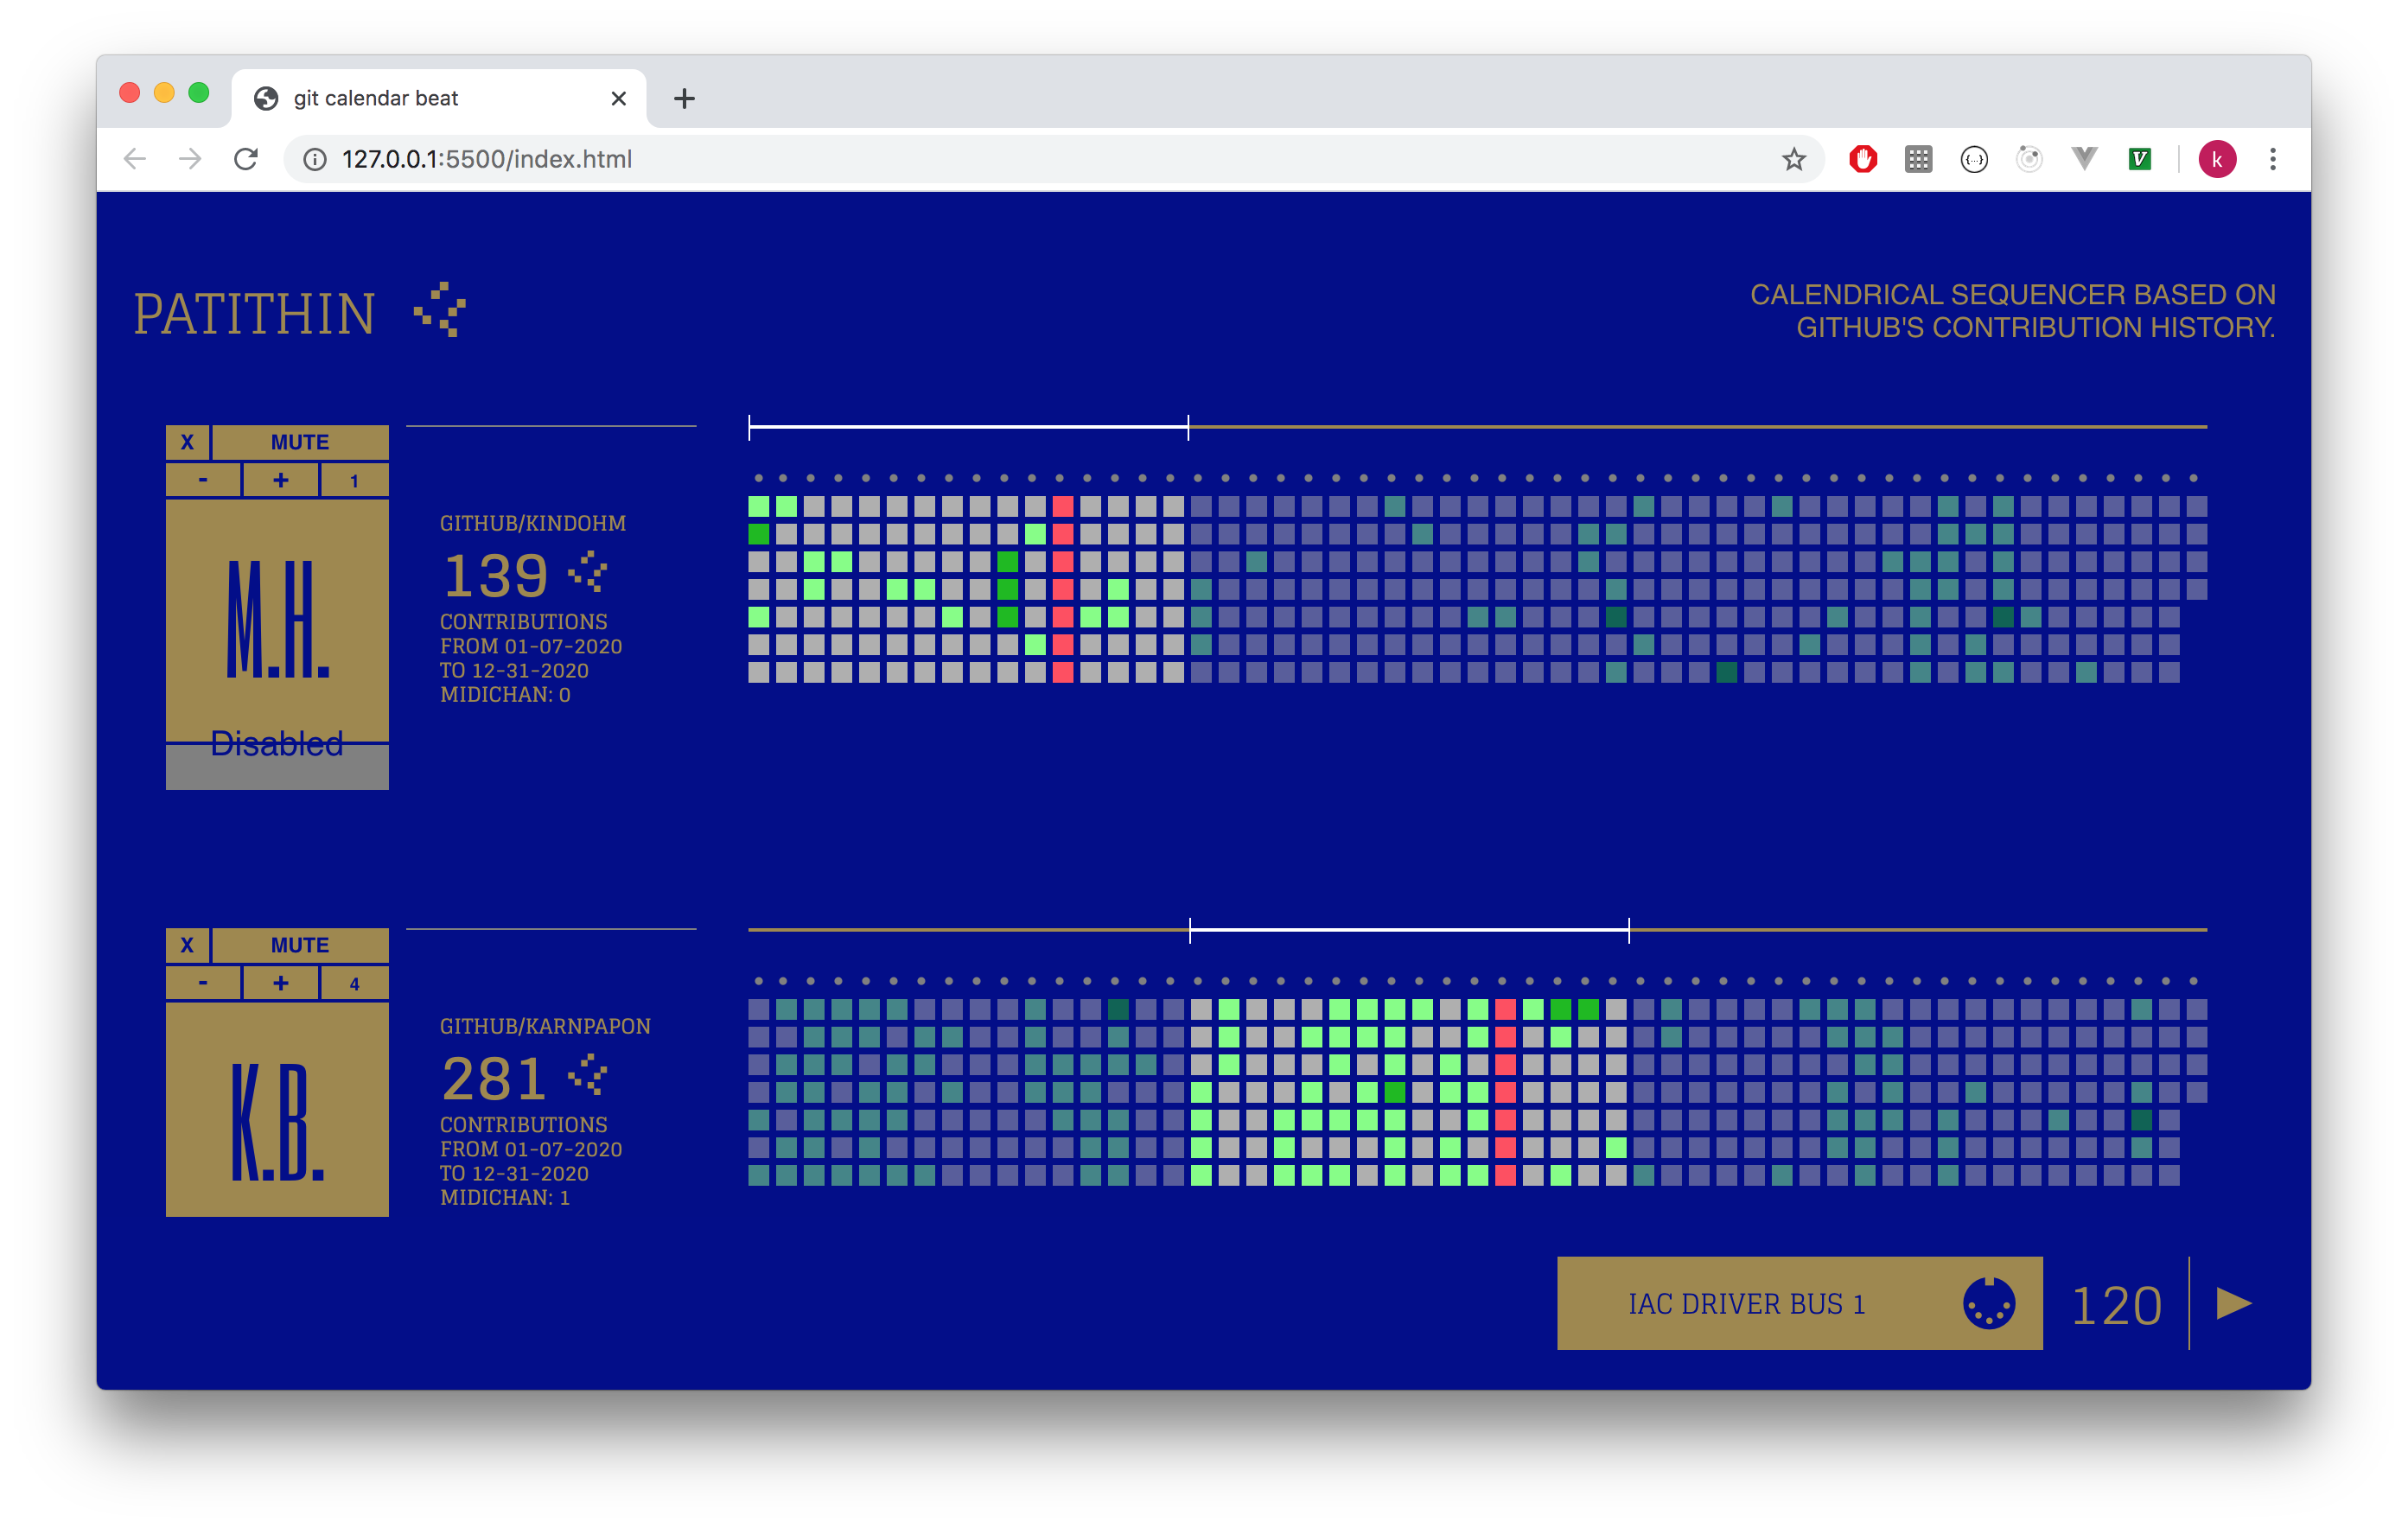 git calendar beat
127.0.0.1:5500/index.html
k
PATITHIN
CALENDRICAL SEQUENCER BASED ON
GITHUB'S CONTRIBUTION HISTORY.
X MUTE
- + 1
M.H.
Disabled
GITHUB/KINDOHM
139
CONTRIBUTIONS
FROM 01-07-2020
TO 12-31-2020
MIDICHAN: 0
X MUTE
- + 4
K.B.
GITHUB/KARNPAPON
281
CONTRIBUTIONS
FROM 01-07-2020
TO 12-31-2020
MIDICHAN: 1
IAC DRIVER BUS 1
120